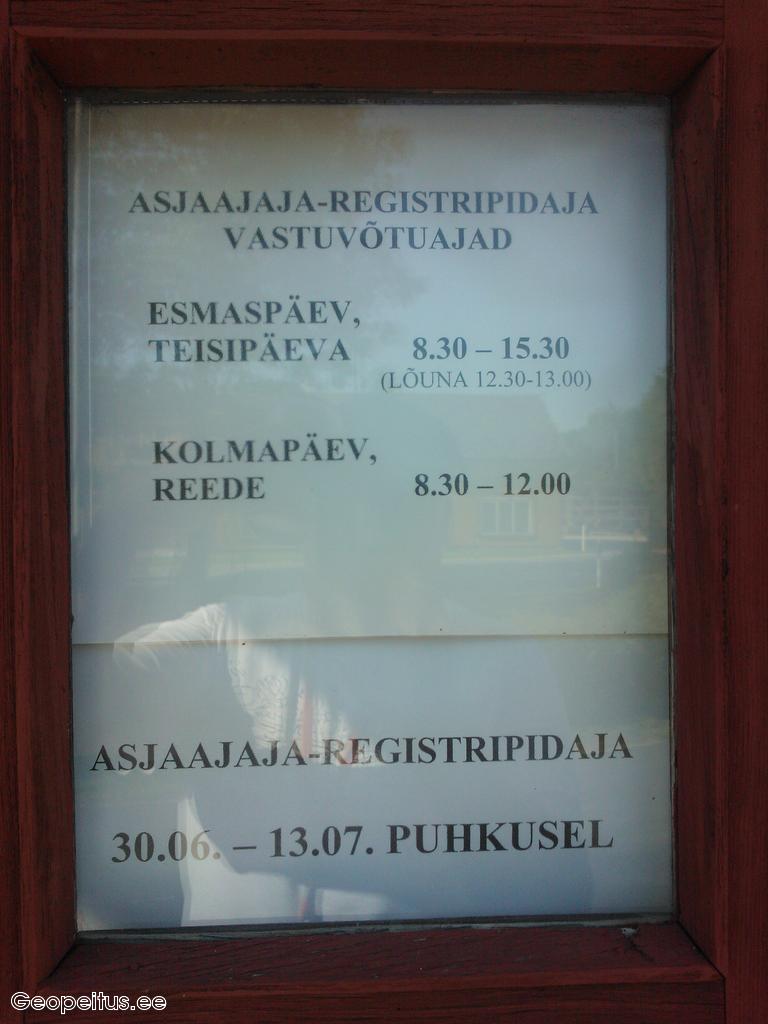 ASJAAJAJA-REGISTRIPIDAJA
VASTUVÕTUAJAD
ESMASPÄEV,
TEISIPÄEVA 8.30 – 15.30
(LÕUNA 12.30-13.00)
KOLMAPÄEV,
REEDE 8.30 – 12.00
ASJAAJAJA-REGISTRIPIDAJA
30.06. – 13.07. PUHKUSEL
Geopeitus.ee